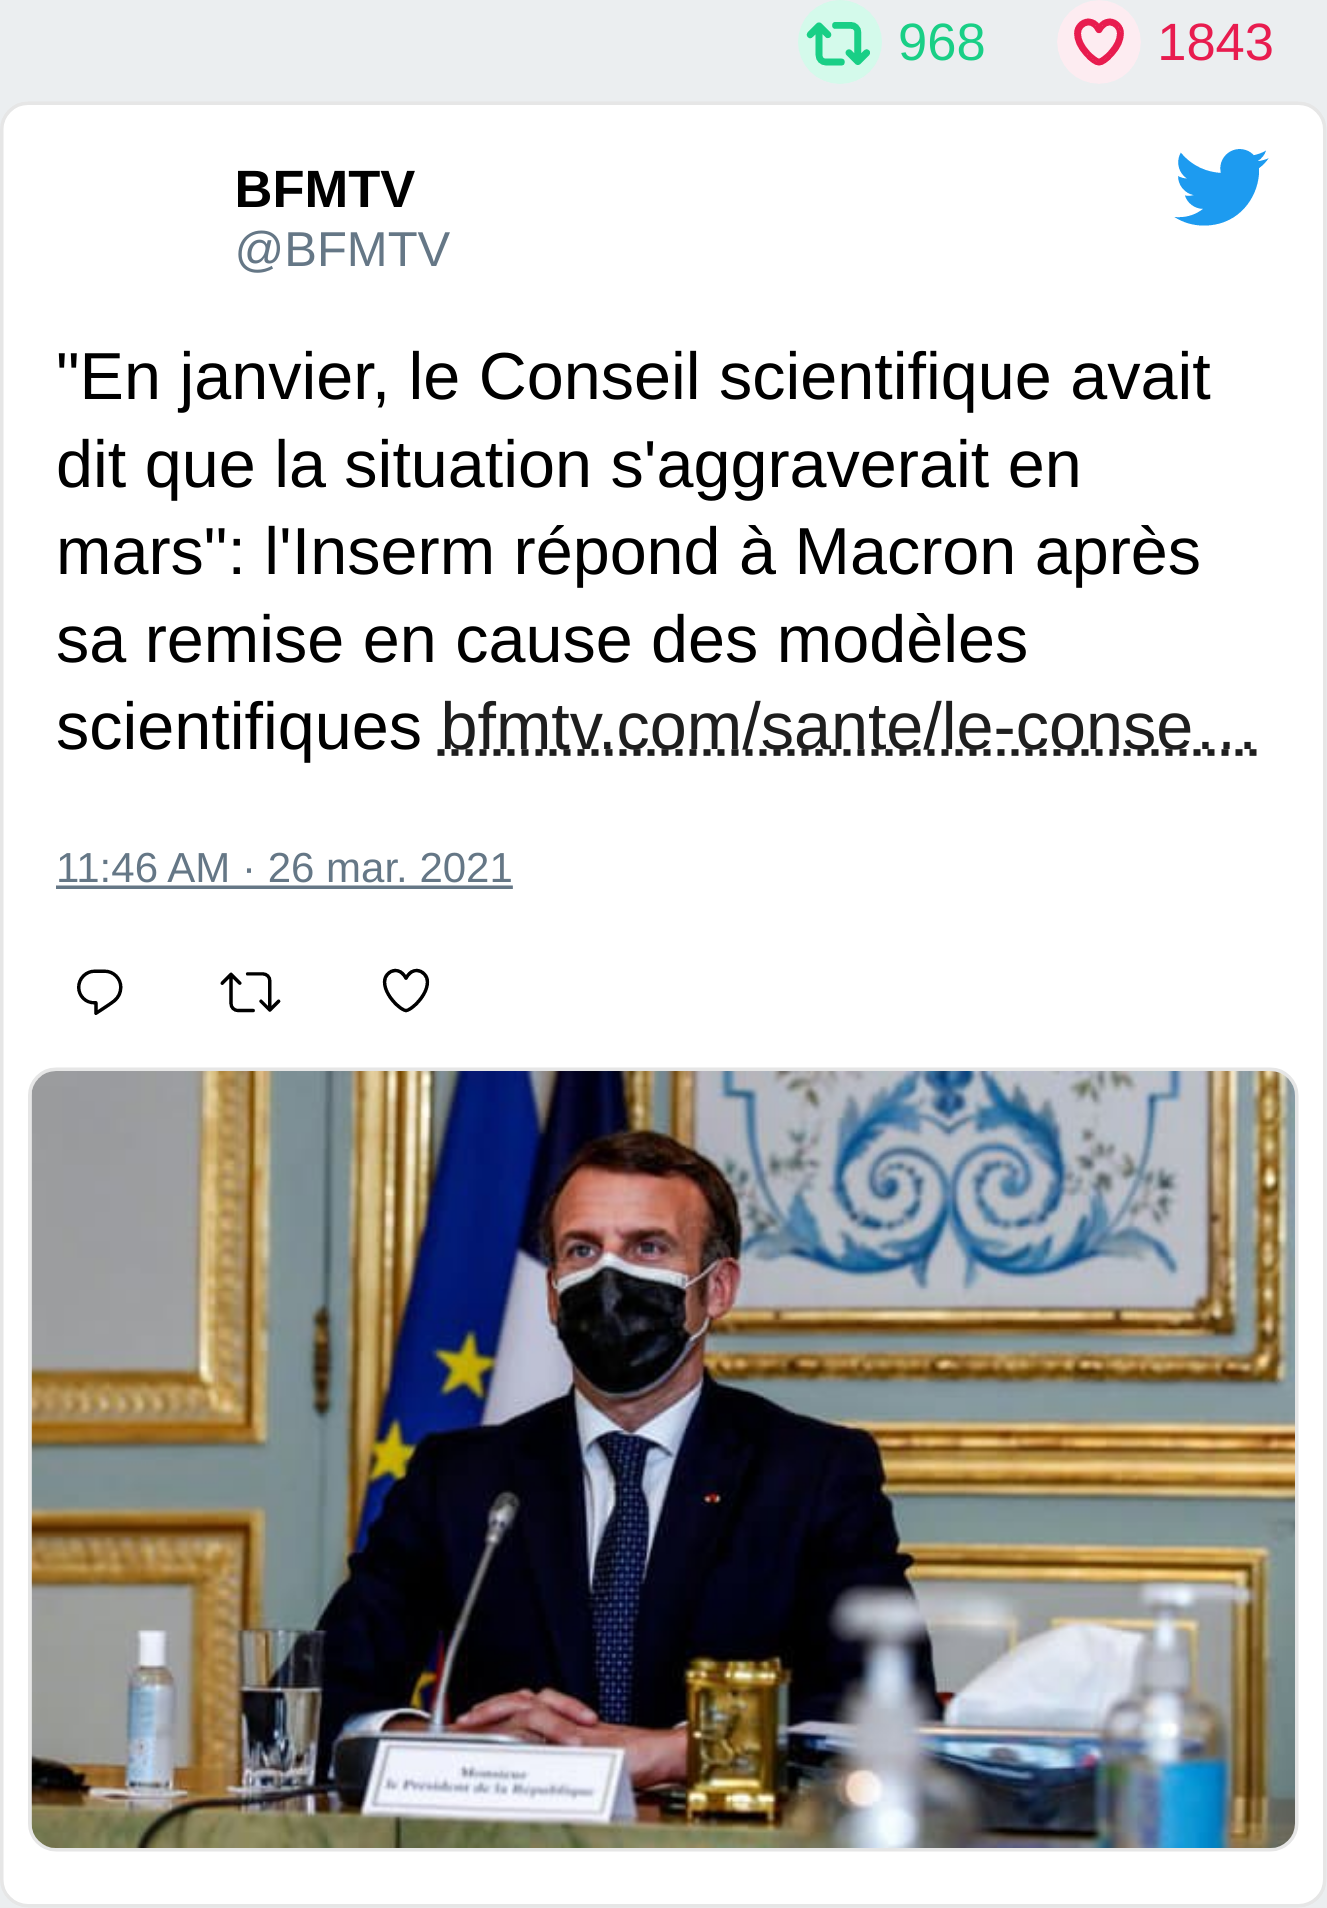 968 1843
BFMTV
@BFMTV
"En janvier, le Conseil scientifique avait
dit que la situation s'aggraverait en
mars": l'Inserm répond à Macron après
sa remise en cause des modèles
scientifiques bfmtv.com/sante/le-conse…
11:46 AM · 26 mar. 2021
Monsieur
le Président de la République